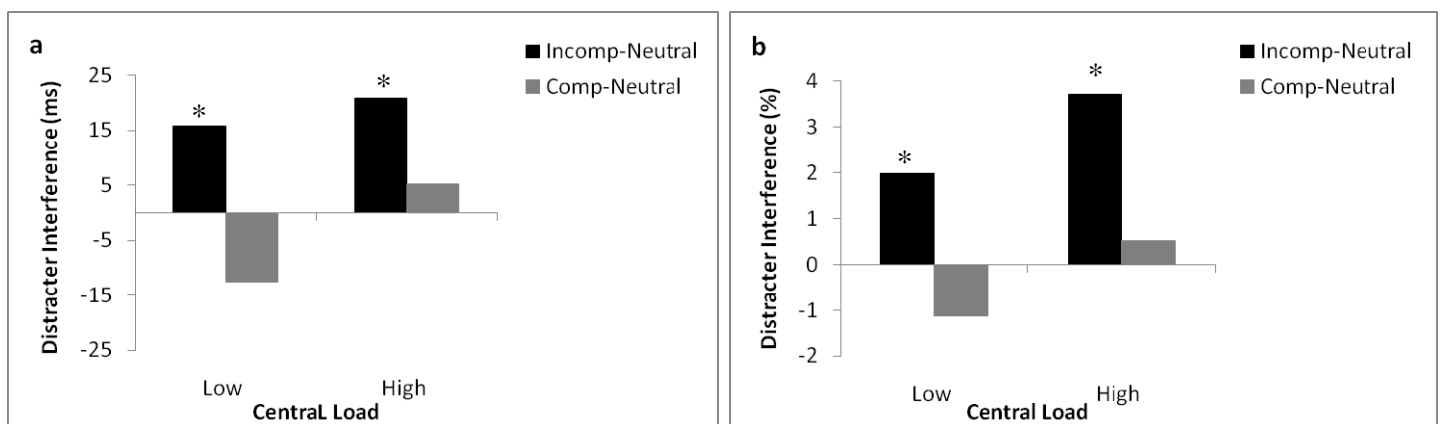 a
Incomp-Neutral
Comp-Neutral
Distracter Interference (ms)
25
*
*
15
5
-5
-15
-25
Low
High
CentraL Load
b
Incomp-Neutral
Comp-Neutral
Distracter Interference (%)
4
*
3
*
2
1
0
-1
-2
Low
High
Central Load